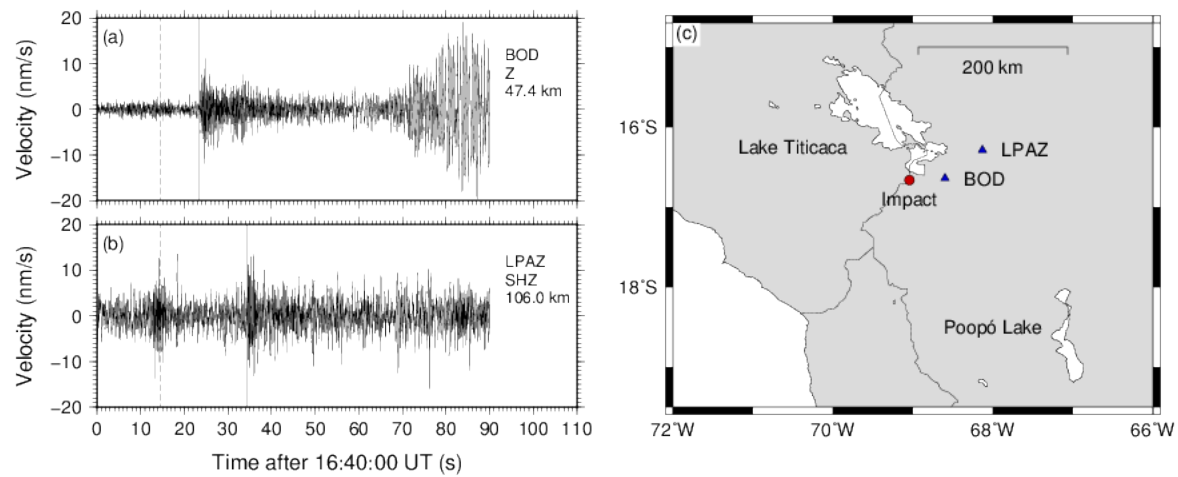 (a)
BOD
Z
47.4 km
Velocity (nm/s)
20
10
0
−10
−20
(b)
LPAZ
SHZ
106.0 km
Velocity (nm/s)
20
10
0
−10
−20
0 10 20 30 40 50 60 70 80 90 100 110
Time after 16:40:00 UT (s)
(c)
200 km
16°S
Lake Titicaca
LPAZ
BOD
Impact
18°S
Poopó Lake
72°W 70°W 68°W 66°W